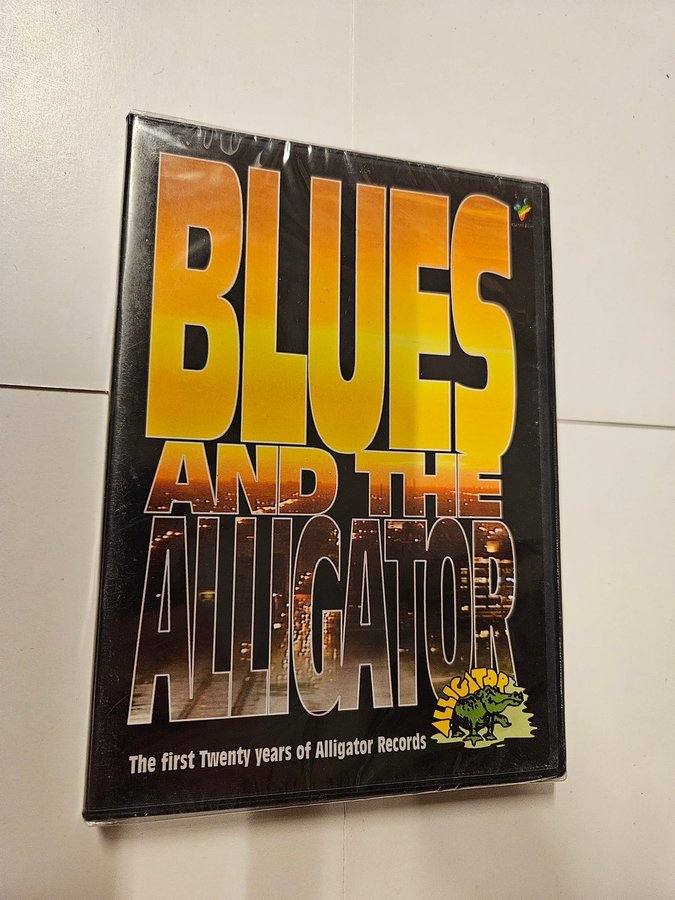 BLUES
AND THE
ALLIGATOR
ALLIGATOR
The first Twenty years of Alligator Records